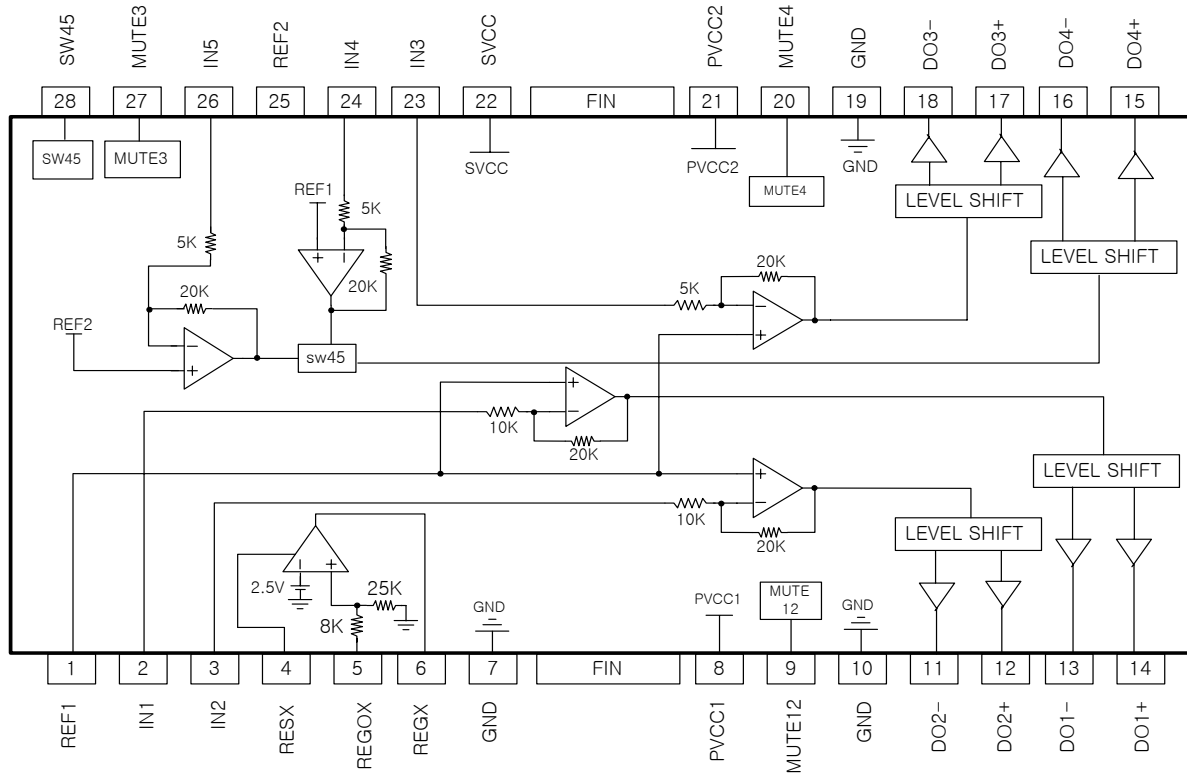 SW45 MUTE3 IN5 REF2 IN4 IN3 SVCC PVCC2 MUTE4 GND DO3- DO3+ DO4- DO4+
28 27 26 25 24 23 22 FIN 21 20 19 18 17 16 15
SW45 MUTE3 SVCC PVCC2 MUTE4 GND
REF1 5K LEVEL SHIFT
5K 20K LEVEL SHIFT
+ −
20K 5K 20K
− +
REF2 − + sw45
+ −
10K 20K
+ −
LEVEL SHIFT
10K 20K
LEVEL SHIFT
− +
2.5V 25K 8K
GND PVCC1 MUTE 12 GND
1 2 3 4 5 6 7 FIN 8 9 10 11 12 13 14
REF1 IN1 IN2 RESX REGOX REGX GND PVCC1 MUTE12 GND DO2- DO2+ DO1- DO1+